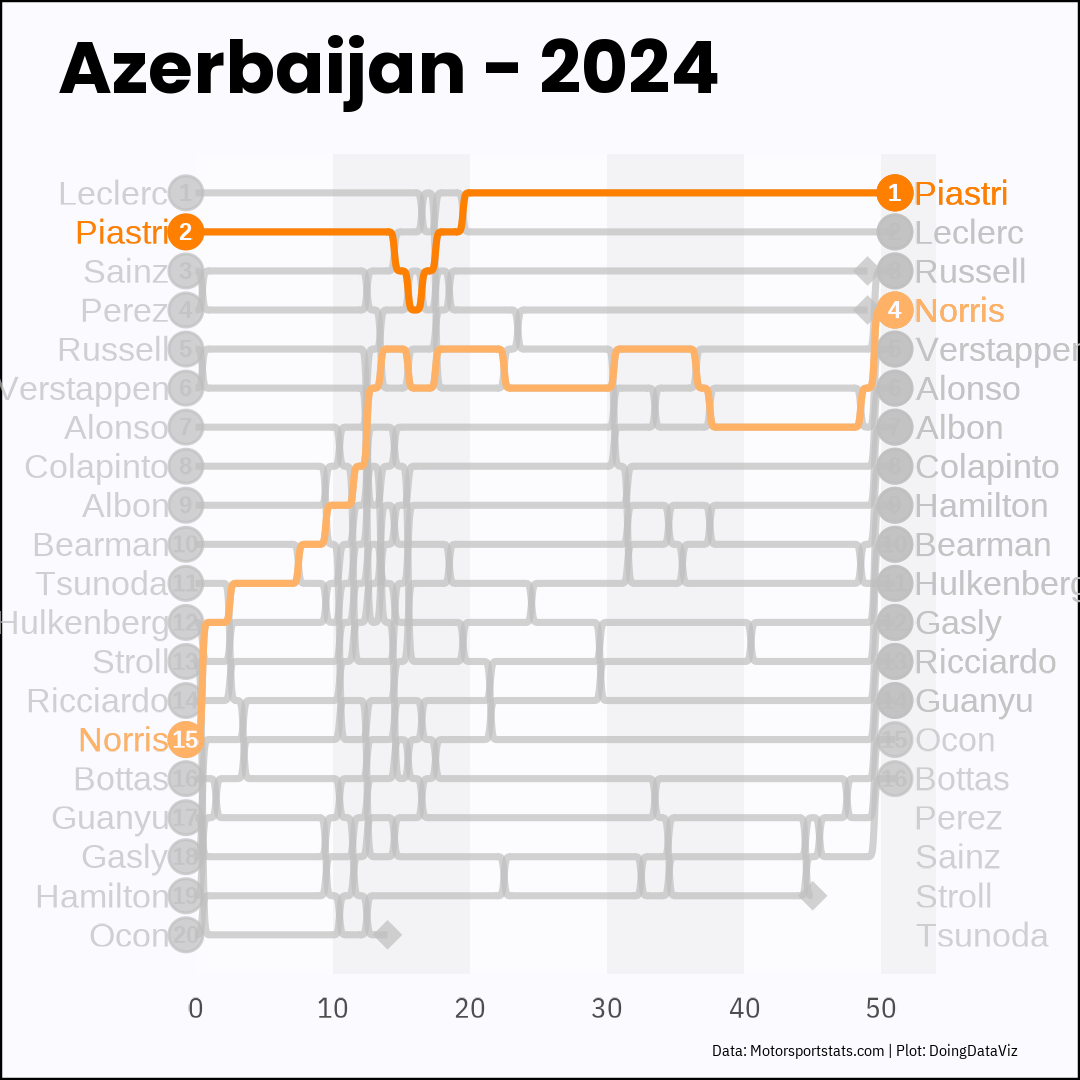 Azerbaijan - 2024
Leclerc 1 1 Piastri
Piastri 2 2 Leclerc
Sainz 3 3 Russell
Perez 4 4 Norris
Russell 5 5 Verstappen
Verstappen 6 6 Alonso
Alonso 7 7 Albon
Colapinto 8 8 Colapinto
Albon 9 9 Hamilton
Bearman 10 10 Bearman
Tsunoda 11 11 Hulkenberg
Hulkenberg 12 12 Gasly
Stroll 13 13 Ricciardo
Ricciardo 14 14 Guanyu
Norris 15 15 Ocon
Bottas 16 16 Bottas
Guanyu 17 Perez
Gasly 18 Sainz
Hamilton 19 Stroll
Ocon 20 Tsunoda
0 10 20 30 40 50
Data: Motorsportstats.com | Plot: DoingDataViz